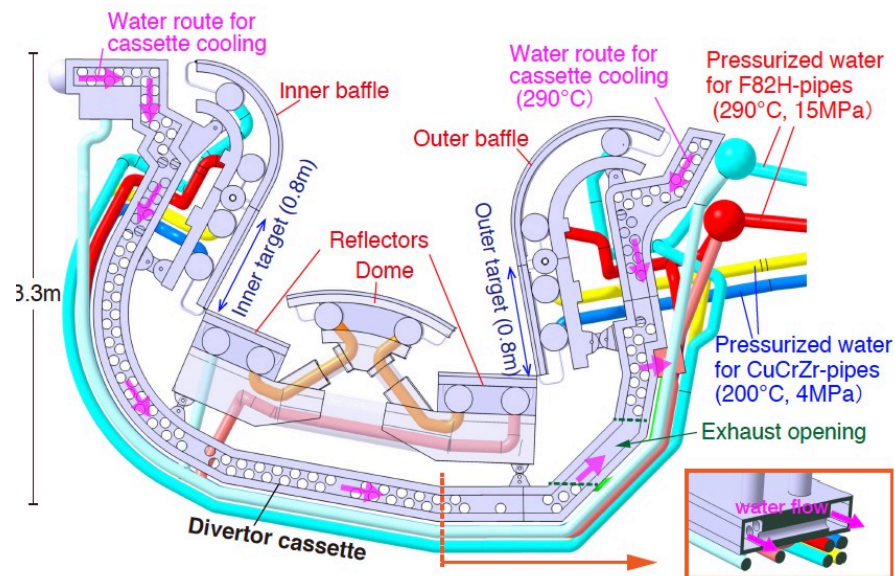 Water route for
cassette cooling
Inner baffle
Water route for
cassette cooling
(290°C)
Pressurized water
for F82H-pipes
(290°C, 15MPa)
Outer baffle
Inner target (0.8m)
Reflectors
Dome
Outer target (0.8m)
3.3m
Pressurized water
for CuCrZr-pipes
(200°C, 4MPa)
Exhaust opening
Divertor cassette
water flow